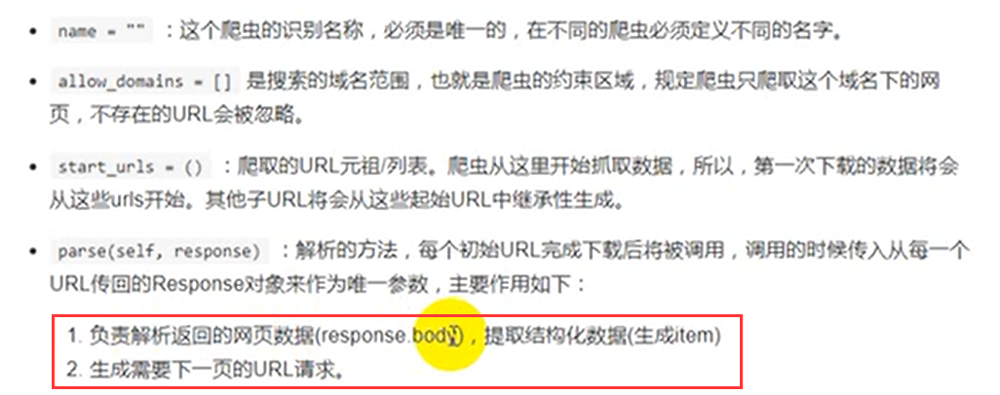 name = "" ：这个爬虫的识别名称，必须是唯一的，在不同的爬虫必须定义不同的名字。
allow_domains = [] 是搜索的域名范围，也就是爬虫的约束区域，规定爬虫只爬取这个域名下的网
页，不存在的URL会被忽略。
start_urls = () ：爬取的URL元祖/列表。爬虫从这里开始抓取数据，所以，第一次下载的数据将会
从这些urls开始。其他子URL将会从这些起始URL中继承性生成。
parse(self, response) ：解析的方法，每个初始URL完成下载后将被调用，调用的时候传入从每一个
URL传回的Response对象来作为唯一参数，主要作用如下：
1. 负责解析返回的网页数据(response.body)，提取结构化数据(生成item)
2. 生成需要下一页的URL请求。